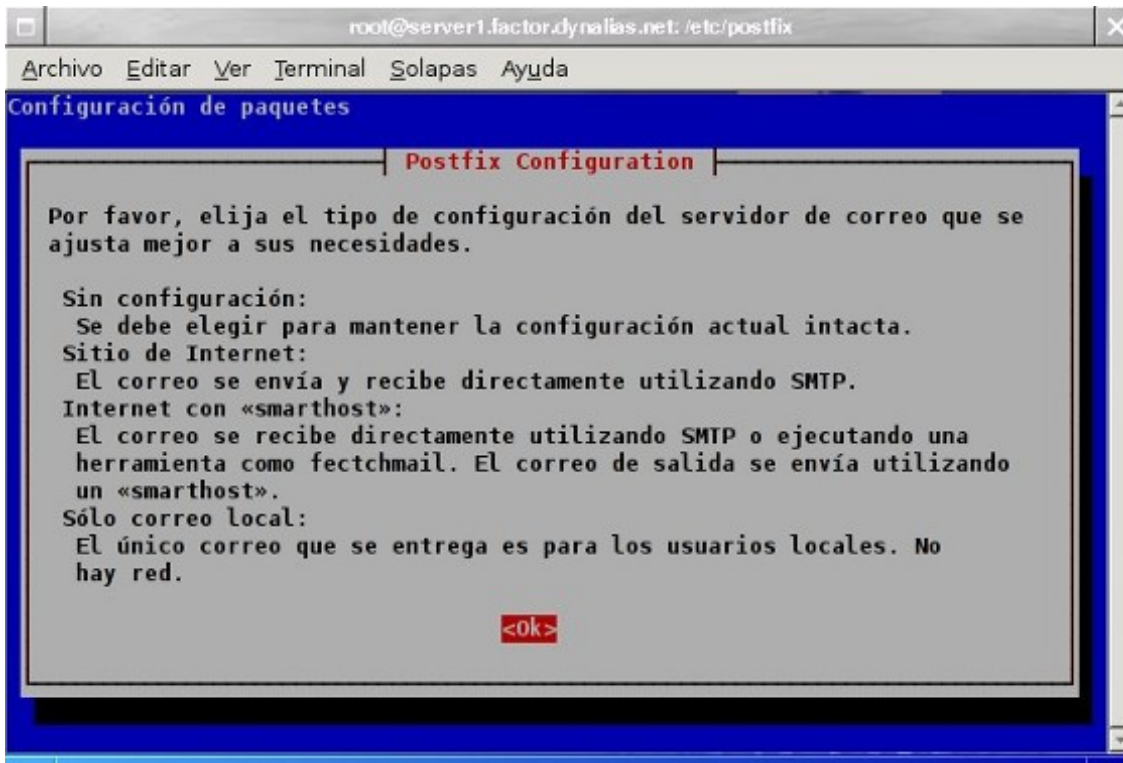 root@server1.factor.dynalias.net: /etc/postfix
Archivo Editar Ver Terminal Solapas Ayuda
Configuración de paquetes
Postfix Configuration
Por favor, elija el tipo de configuración del servidor de correo que se
ajusta mejor a sus necesidades.
Sin configuración:
Se debe elegir para mantener la configuración actual intacta.
Sitio de Internet:
El correo se envía y recibe directamente utilizando SMTP.
Internet con «smarthost»:
El correo se recibe directamente utilizando SMTP o ejecutando una
herramienta como fectchmail. El correo de salida se envía utilizando
un «smarthost».
Sólo correo local:
El único correo que se entrega es para los usuarios locales. No
hay red.
<Ok>